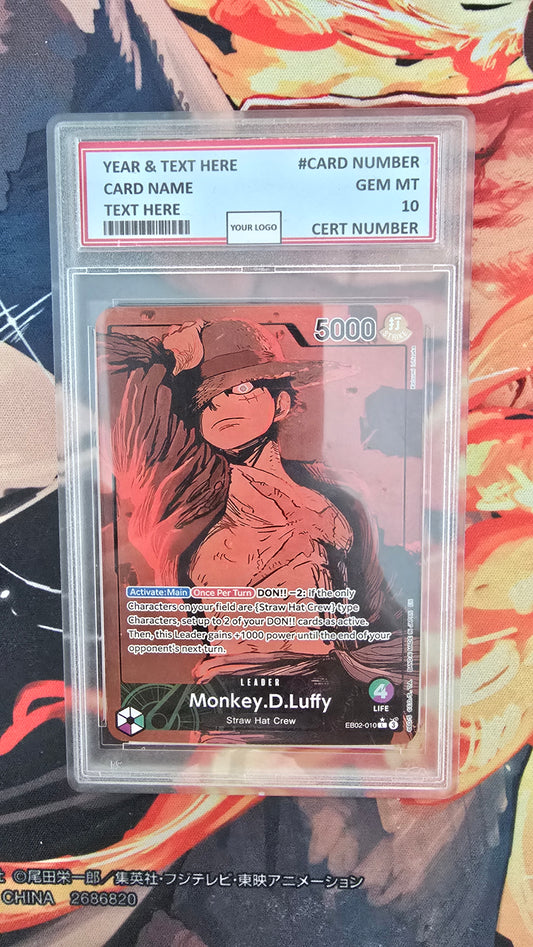 YEAR & TEXT HERE #CARD NUMBER
CARD NAME GEM MT
TEXT HERE 10
YOUR LOGO CERT NUMBER
5000 打
STRIKE
Activate:Main Once Per Turn DON!! −2: If the only
Characters on your field are {Straw Hat Crew} type
Characters, set up to 2 of your DON!! cards as active.
Then, this Leader gains +1000 power until the end of your
opponent's next turn.
LEADER
Monkey.D.Luffy
Straw Hat Crew
4
LIFE
EB02-010 L 3
©尾田栄一郎/集英社・フジテレビ・東映アニメーション
CHINA 2686820